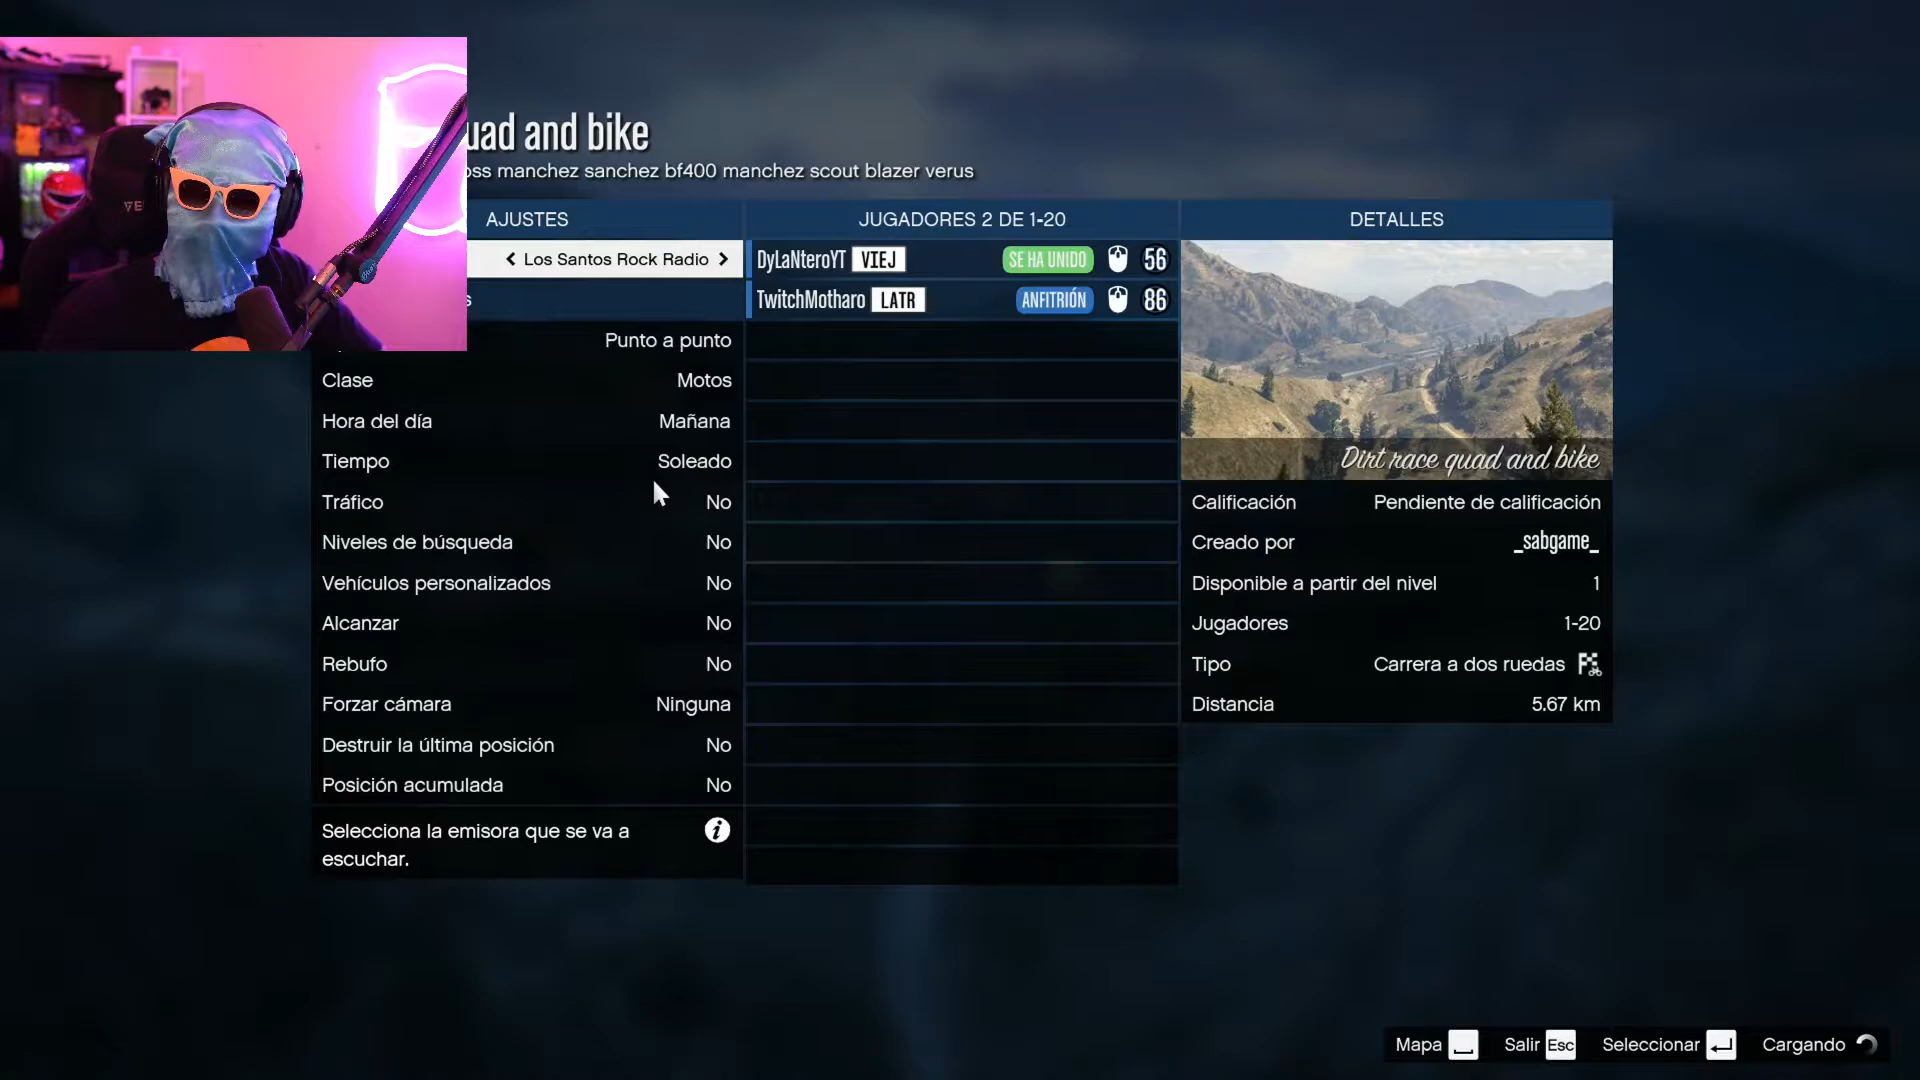 uad and bike
oss manchez sanchez bf400 manchez scout blazer verus
AJUSTES
Los Santos Rock Radio
s
Punto a punto
Clase Motos
Hora del día Mañana
Tiempo Soleado
Tráfico No
Niveles de búsqueda No
Vehículos personalizados No
Alcanzar No
Rebufo No
Forzar cámara Ninguna
Destruir la última posición No
Posición acumulada No
Selecciona la emisora que se va a
escuchar.
JUGADORES 2 DE 1-20
DyLaNteroYT VIEJ SE HA UNIDO 56
TwitchMotharo LATR ANFITRIÓN 86
DETALLES
Dirt race quad and bike
Calificación Pendiente de calificación
Creado por _sabgame_
Disponible a partir del nivel 1
Jugadores 1-20
Tipo Carrera a dos ruedas
Distancia 5.67 km
Mapa Salir Esc Seleccionar Cargando